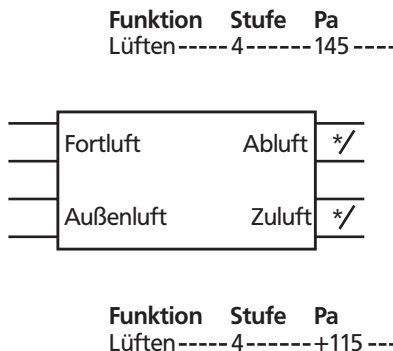 Funktion Stufe Pa
Lüften-----4------145 ----
Fortluft Abluft */
Außenluft Zuluft */
Funktion Stufe Pa
Lüften-----4------+115 ---